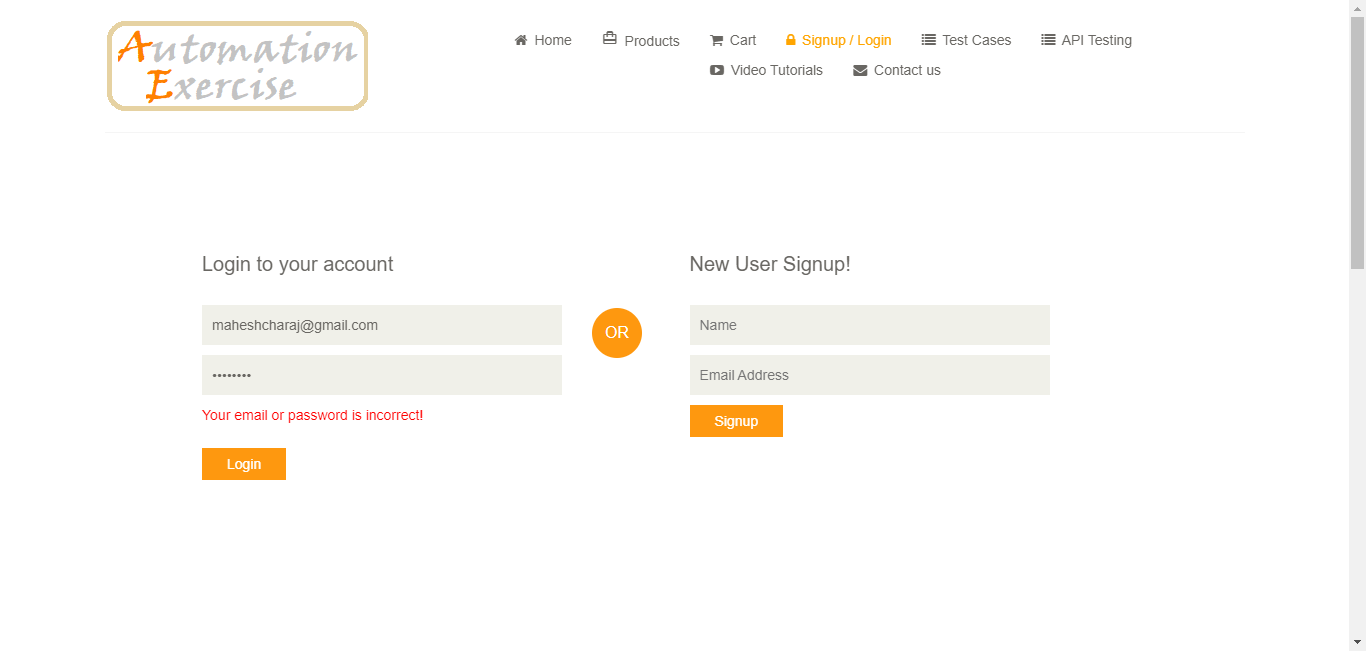 Automation
Exercise
Home Products Cart Signup / Login Test Cases API Testing
Video Tutorials Contact us
Login to your account
New User Signup!
maheshcharaj@gmail.com
OR
Name
••••••••
Email Address
Your email or password is incorrect!
Signup
Login